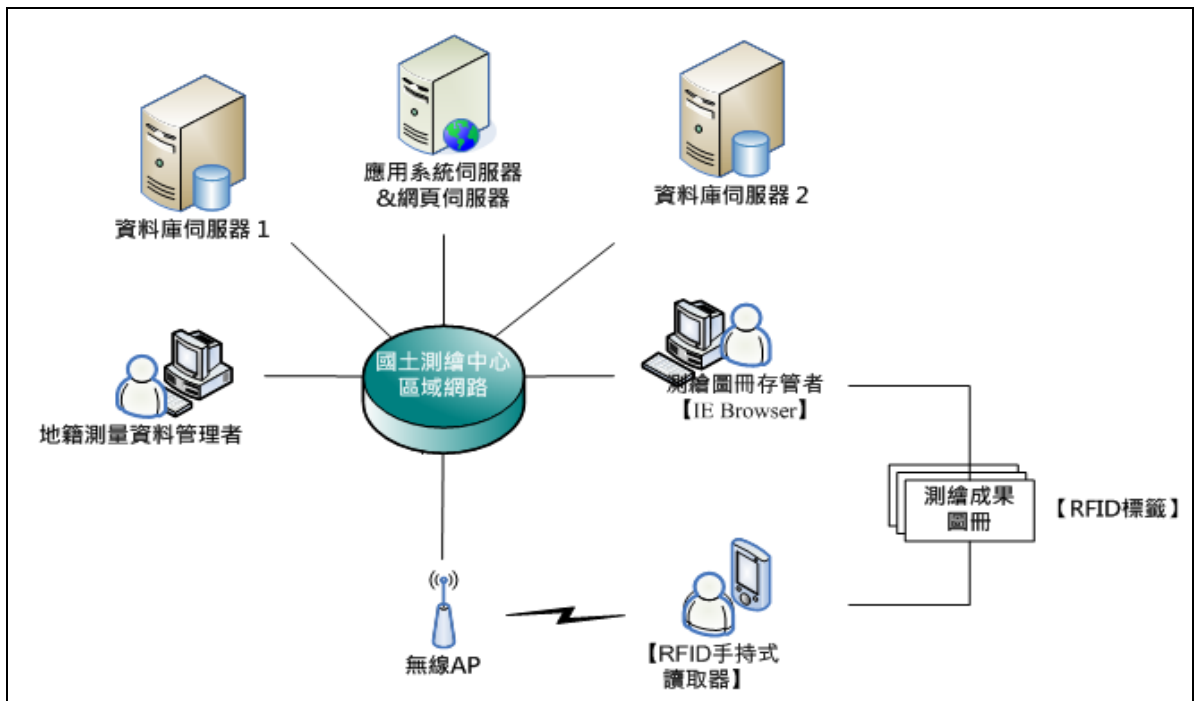 應用系統伺服器
&網頁伺服器
資料庫伺服器 1
資料庫伺服器 2
國土測繪中心
區域網路
地籍測量資料管理者
測繪圖冊存管者
【IE Browser】
測繪成果
圖冊
【RFID標籤】
無線AP
【RFID手持式
讀取器】